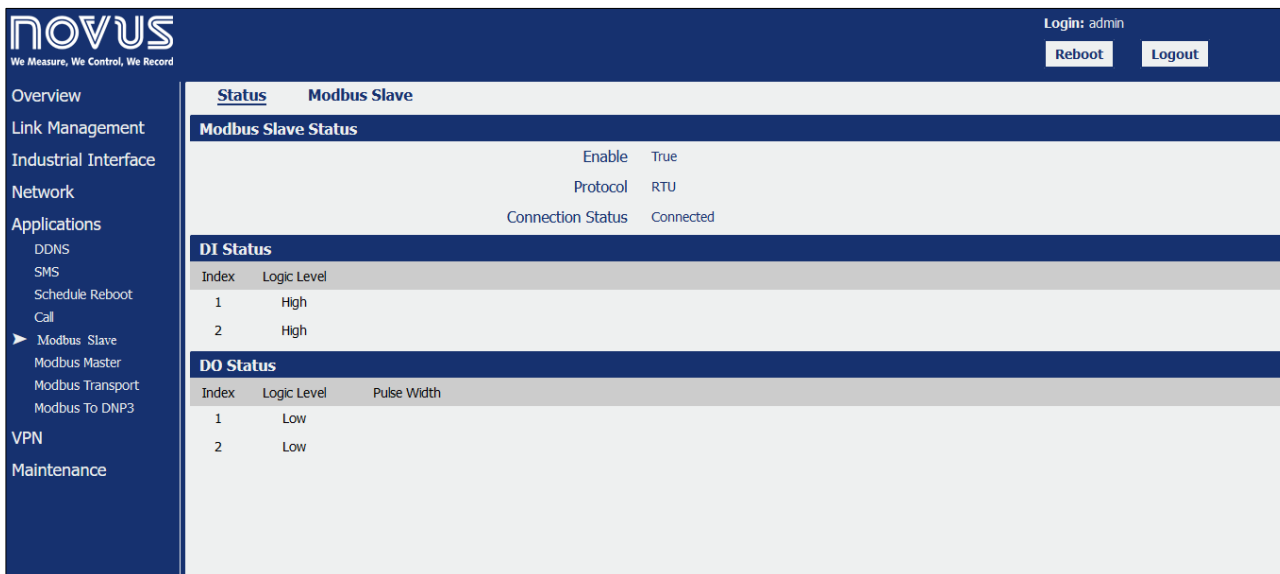 NOVUS
We Measure, We Control, We Record
Login: admin
Reboot Logout
Overview
Link Management
Industrial Interface
Network
Applications
DDNS
SMS
Schedule Reboot
Call
➤ Modbus Slave
Modbus Master
Modbus Transport
Modbus To DNP3
VPN
Maintenance
Status Modbus Slave
Modbus Slave Status
Enable True
Protocol RTU
Connection Status Connected
DI Status
Index Logic Level
1 High
2 High
DO Status
Index Logic Level Pulse Width
1 Low
2 Low